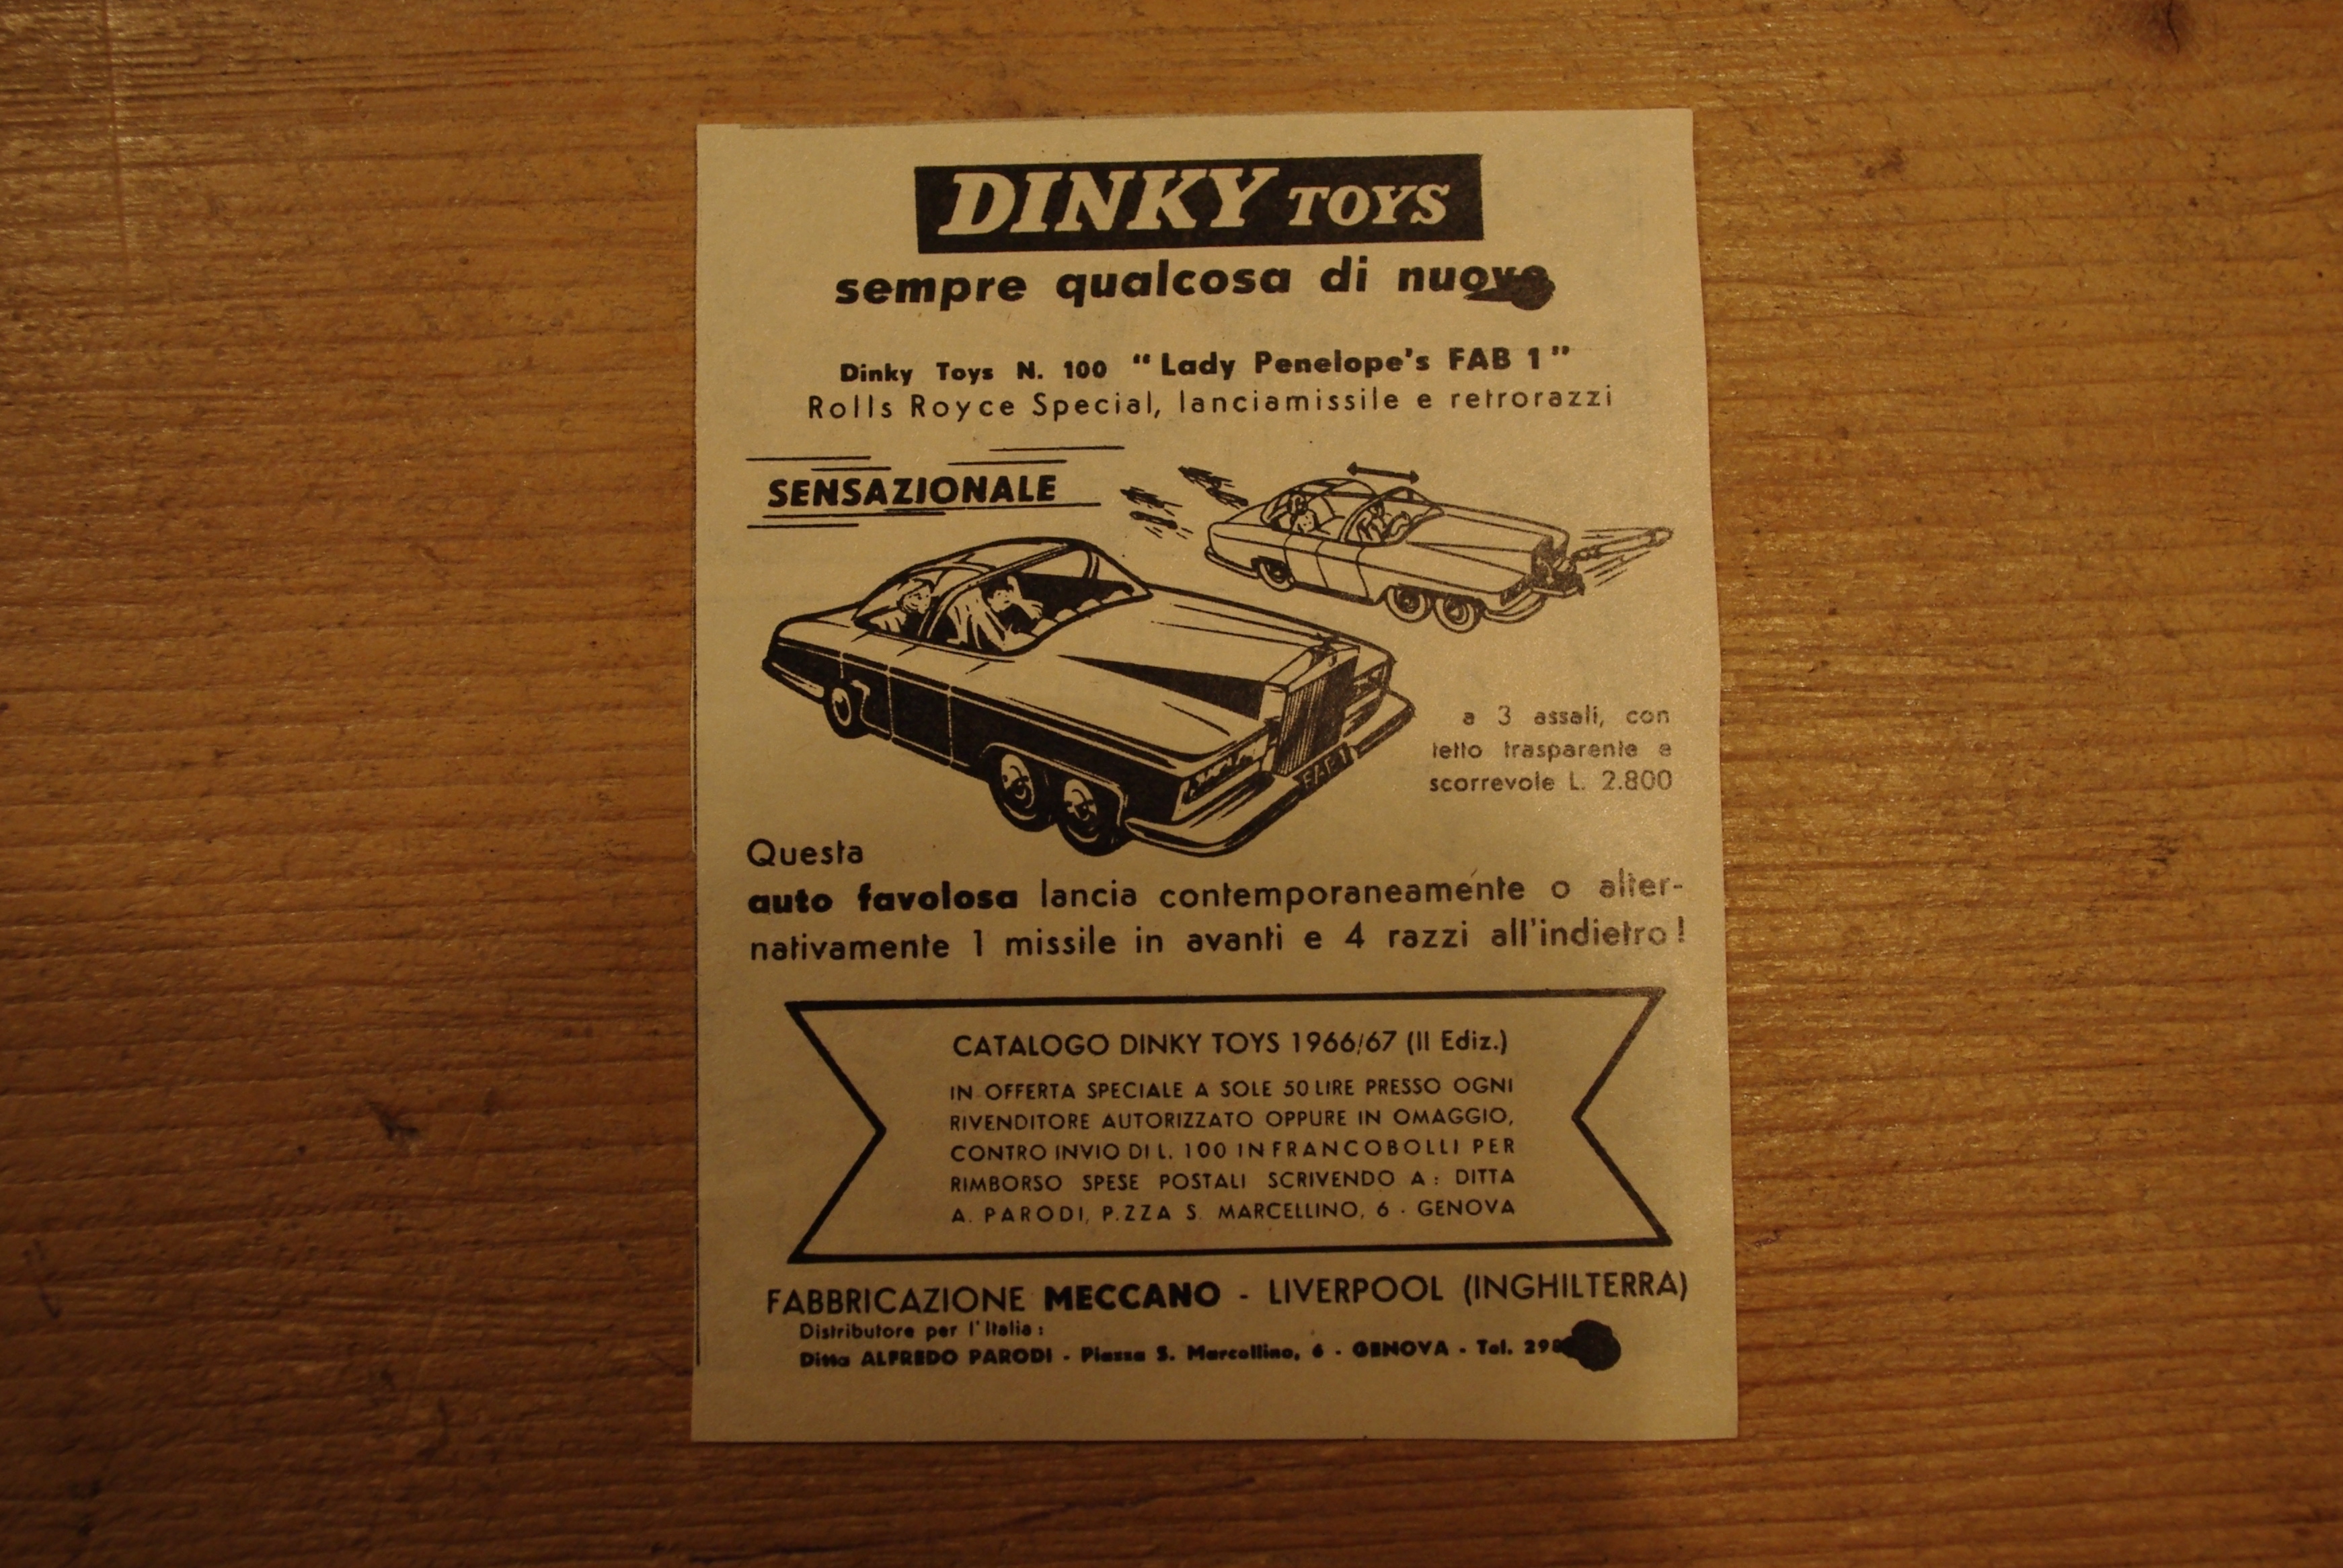 DINKY TOYS
sempre qualcosa di nuovo
Dinky Toys N. 100 "Lady Penelope's FAB 1"
Rolls Royce Special, lanciamissile e retrorazzi
SENSAZIONALE
FAB 1
a 3 assali, con
tetto trasparente e
scorrevole L. 2.800
Questa
auto favolosa lancia contemporaneamente o alter-
nativamente 1 missile in avanti e 4 razzi all'indietro!
CATALOGO DINKY TOYS 1966/67 (II Ediz.)
IN OFFERTA SPECIALE A SOLE 50 LIRE PRESSO OGNI
RIVENDITORE AUTORIZZATO OPPURE IN OMAGGIO,
CONTRO INVIO DI L. 100 IN FRANCOBOLLI PER
RIMBORSO SPESE POSTALI SCRIVENDO A: DITTA
A. PARODI, P.ZZA S. MARCELLINO, 6 - GENOVA
FABBRICAZIONE MECCANO - LIVERPOOL (INGHILTERRA)
Distributore per l'Italia:
Ditta ALFREDO PARODI - Piazza S. Marcellino, 6 - GENOVA - Tel.